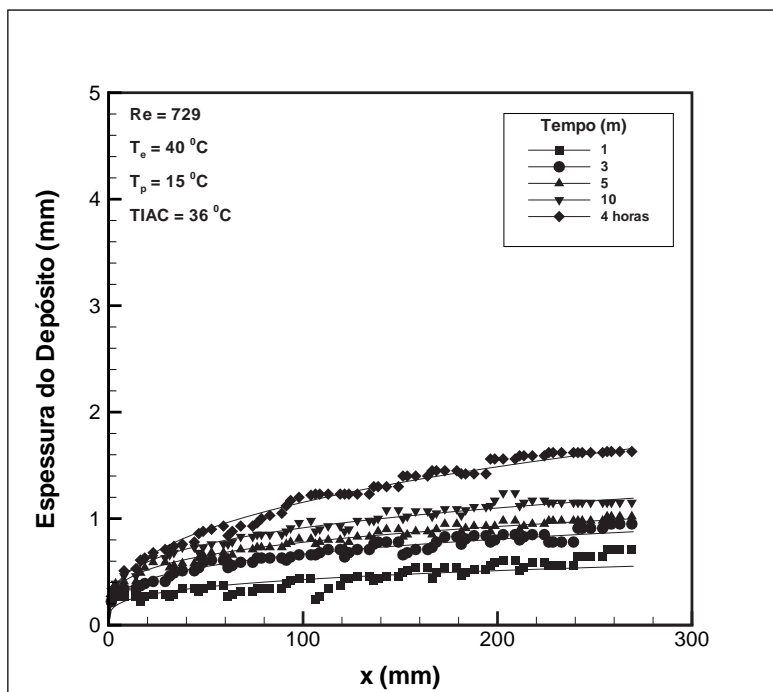 Re = 729
Tₑ = 40 ⁰C
Tₚ = 15 ⁰C
TIAC = 36 ⁰C
Tempo (m)
1
3
5
10
4 horas
Espessura do Depósito (mm)
5
4
3
2
1
0
0 100 200 300
x (mm)